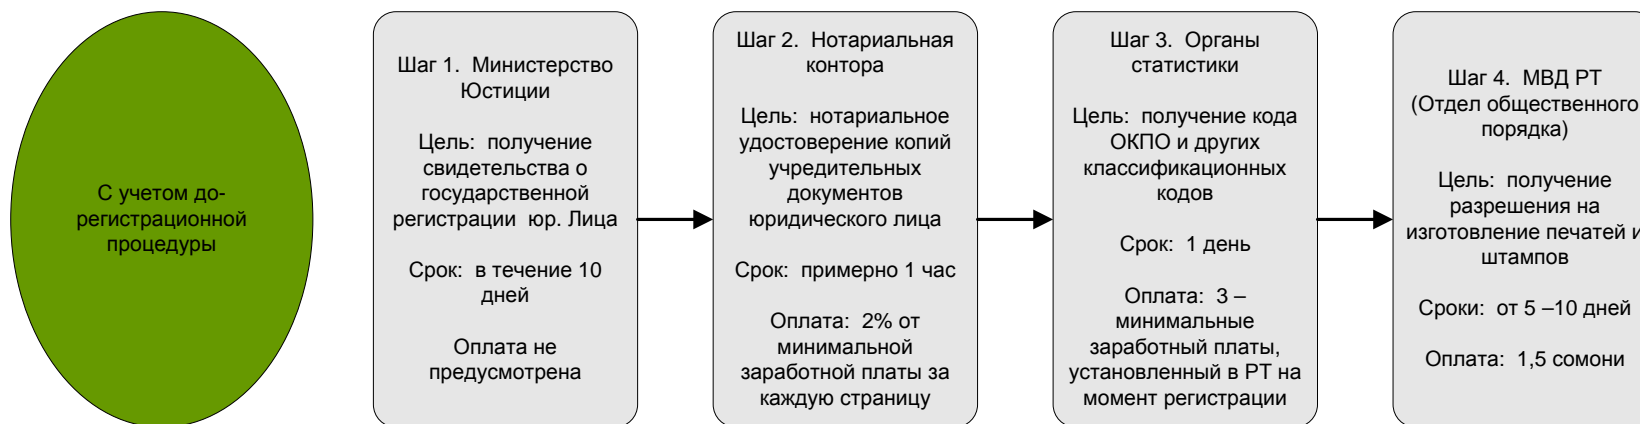 С учетом до-
регистрационной
процедуры
Шаг 1. Министерство
Юстиции
Цель: получение
свидетельства о
государственной
регистрации юр. Лица
Срок: в течение 10
дней
Оплата не
предусмотрена
Шаг 2. Нотариальная
контора
Цель: нотариальное
удостоверение копий
учредительных
документов
юридического лица
Срок: примерно 1 час
Оплата: 2% от
минимальной
заработной платы за
каждую страницу
Шаг 3. Органы
статистики
Цель: получение кода
ОКПО и других
классификационных
кодов
Срок: 1 день
Оплата: 3 –
минимальные
заработный платы,
установленный в РТ на
момент регистрации
Шаг 4. МВД РТ
(Отдел общественного
порядка)
Цель: получение
разрешения на
изготовление печатей и
штампов
Сроки: от 5 –10 дней
Оплата: 1,5 сомони